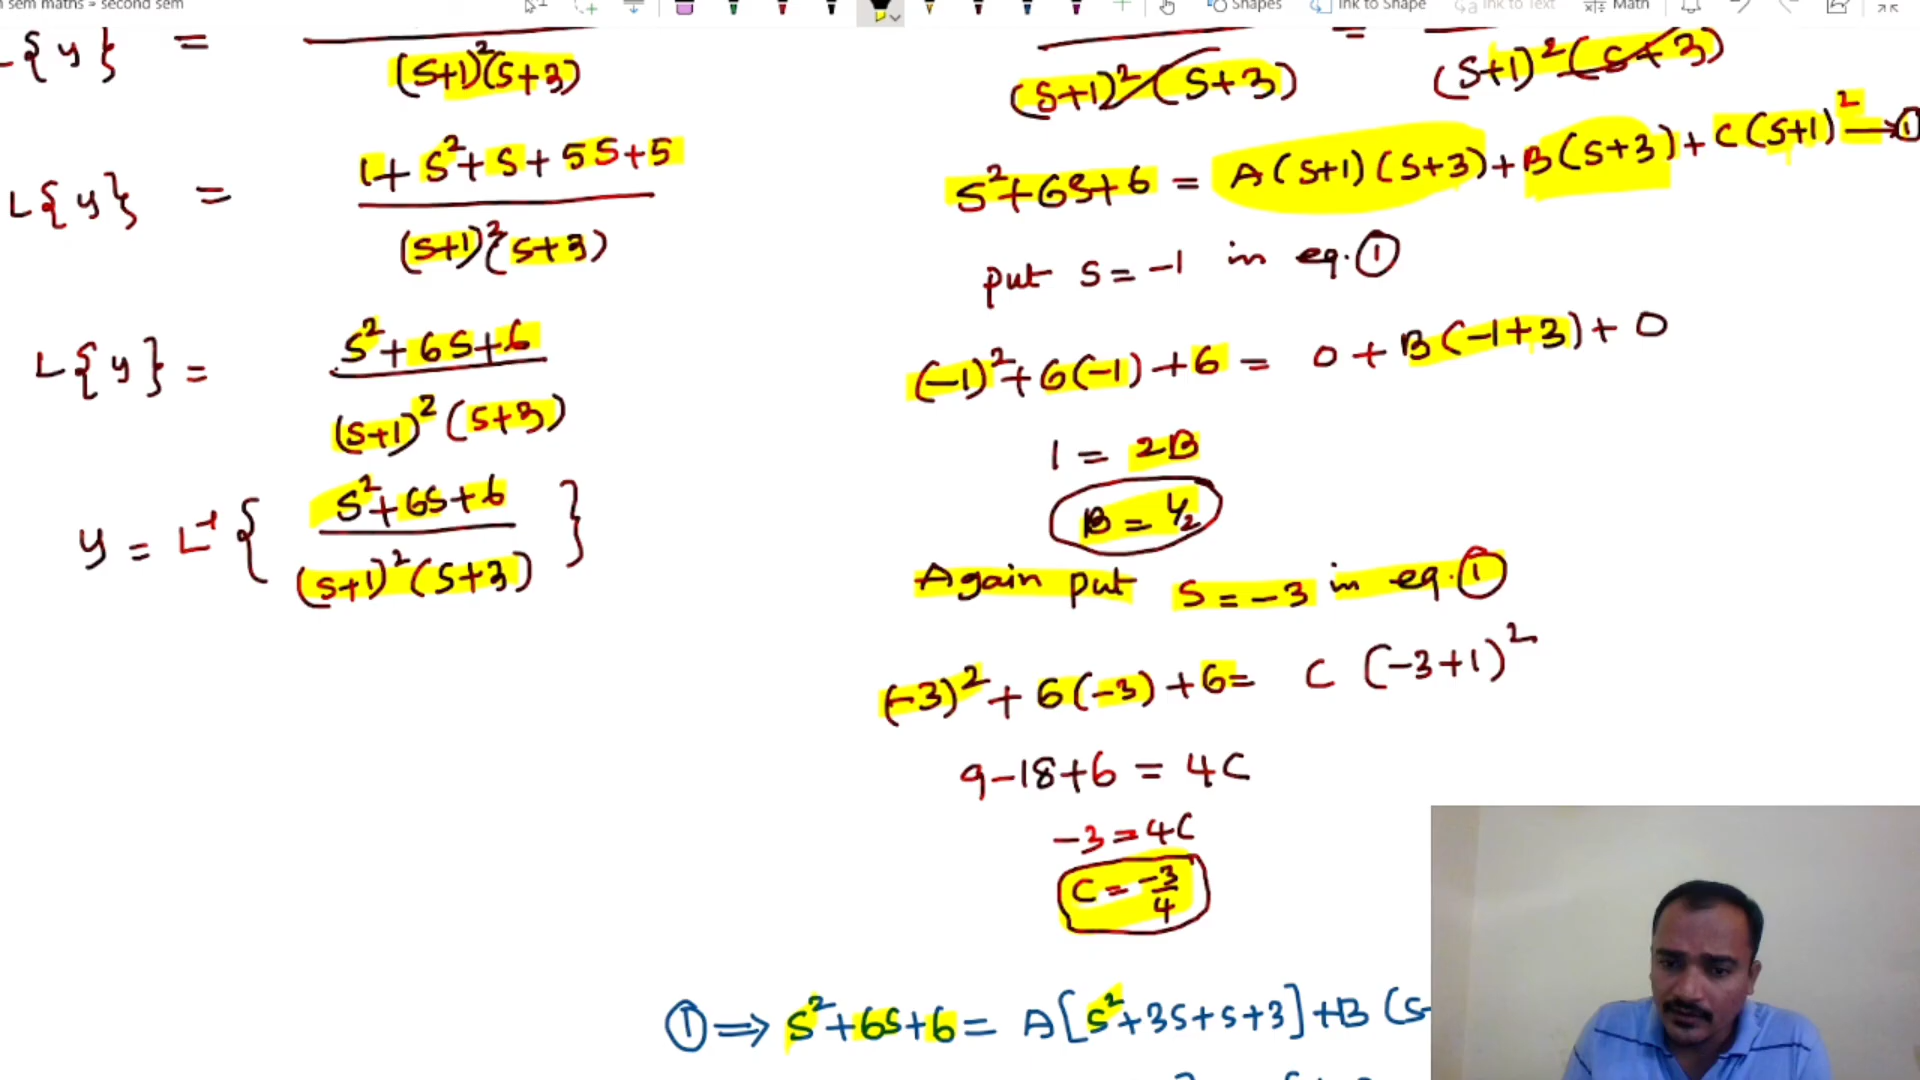 sem maths = second sem
Shapes Ink to Shape Ink to Text Math
L{y} =
(s+1)²(s+3)
L{y} = 1+s²+s+5s+5
(s+1)²(s+3)
L{y} = s²+6s+6
(s+1)²(s+3)
y = L⁻¹ { s²+6s+6
(s+1)²(s+3) }
=
(s+1)²(s+3) (s+1)²(s+3)
s²+6s+6 = A(s+1)(s+3)+B(s+3)+C(s+1)² → ①
put s=-1 in eq.①
(-1)²+6(-1)+6 = 0+B(-1+3)+0
1 = 2B
B = 1/2
Again put s=-3 in eq.①
(-3)²+6(-3)+6 = C (-3+1)²
9-18+6 = 4C
-3=4C
C = -3/4
①⇒ s²+6s+6 = A[s²+3s+s+3]+B (s-